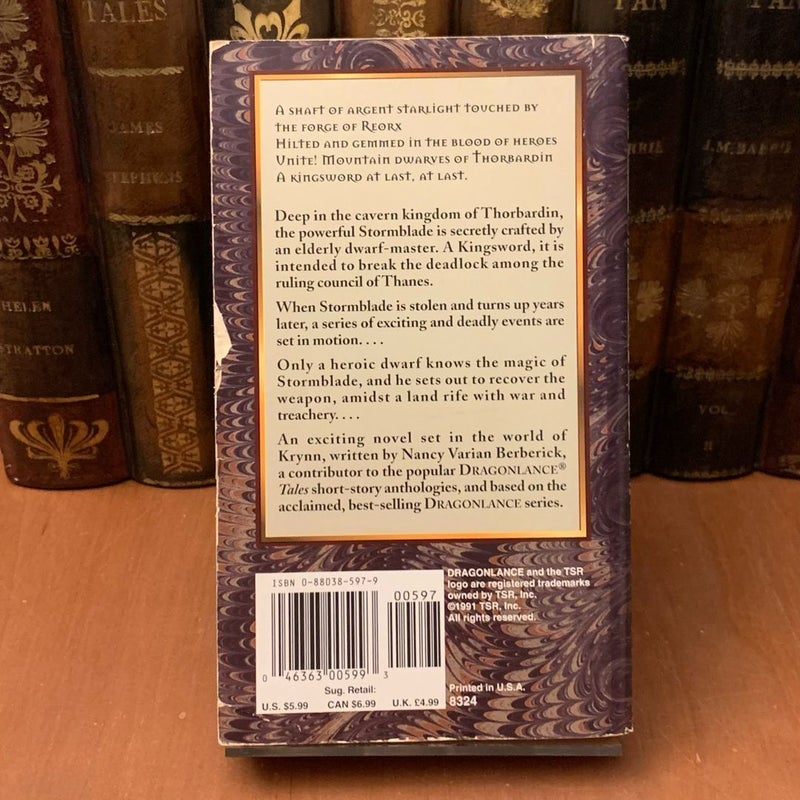 TALES
JAMES
STEPHENS
HELEN
STRATTON
A SHAFT OF ARGENT STARLIGHT TOUCHED BY
THE FORGE OF REORX
HILTED AND GEMMED IN THE BLOOD OF HEROES
UNITE! MOUNTAIN DWARVES OF THORBARDIN
A KINGSWORD AT LAST, AT LAST.
Deep in the cavern kingdom of Thorbardin,
the powerful Stormblade is secretly crafted by
an elderly dwarf-master. A Kingsword, it is
intended to break the deadlock among the
ruling council of Thanes.
When Stormblade is stolen and turns up years
later, a series of exciting and deadly events are
set in motion. . . .
Only a heroic dwarf knows the magic of
Stormblade, and he sets out to recover the
weapon, amidst a land rife with war and
treachery. . . .
An exciting novel set in the world of
Krynn, written by Nancy Varian Berberick,
a contributor to the popular DRAGONLANCE®
Tales short-story anthologies, and based on the
acclaimed, best-selling DRAGONLANCE series.
ISBN 0-88038-597-9
00597
0 46363 00599 3
Sug. Retail:
U.S. $5.99 CAN $6.99 U.K. £4.99
DRAGONLANCE and the TSR
logo are registered trademarks
owned by TSR, Inc.
©1991 TSR, Inc.
All rights reserved.
Printed in U.S.A.
8324
PAN
J.M. BARRIE
VOL
II